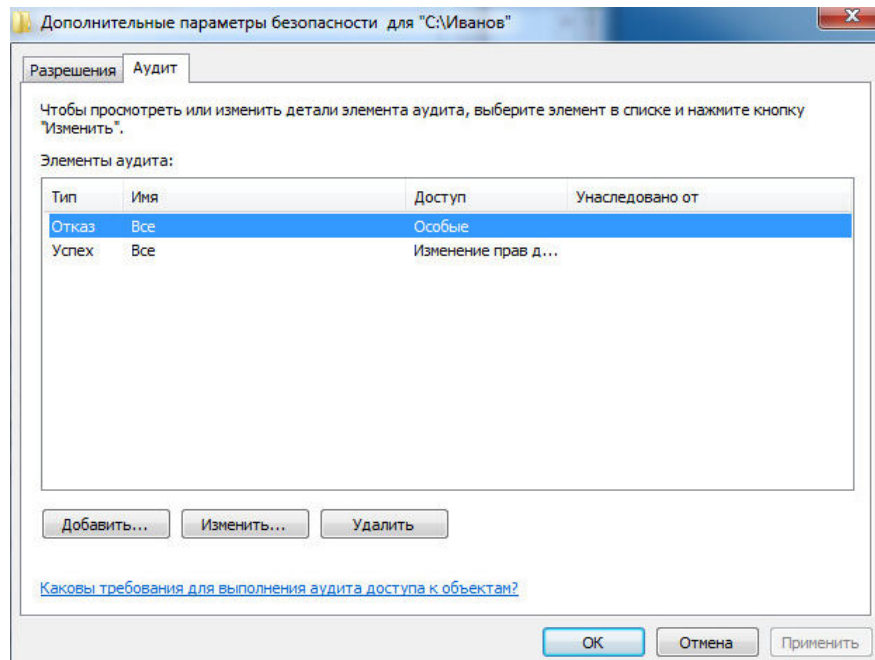 Дополнительные параметры безопасности для "C:\Иванов"
Разрешения Аудит
Чтобы просмотреть или изменить детали элемента аудита, выберите элемент в списке и нажмите кнопку
"Изменить".
Элементы аудита:
Тип Имя Доступ Унаследовано от
Отказ Все Особые
Успех Все Изменение прав д...
Добавить... Изменить... Удалить
Каковы требования для выполнения аудита доступа к объектам?
ОК Отмена Применить